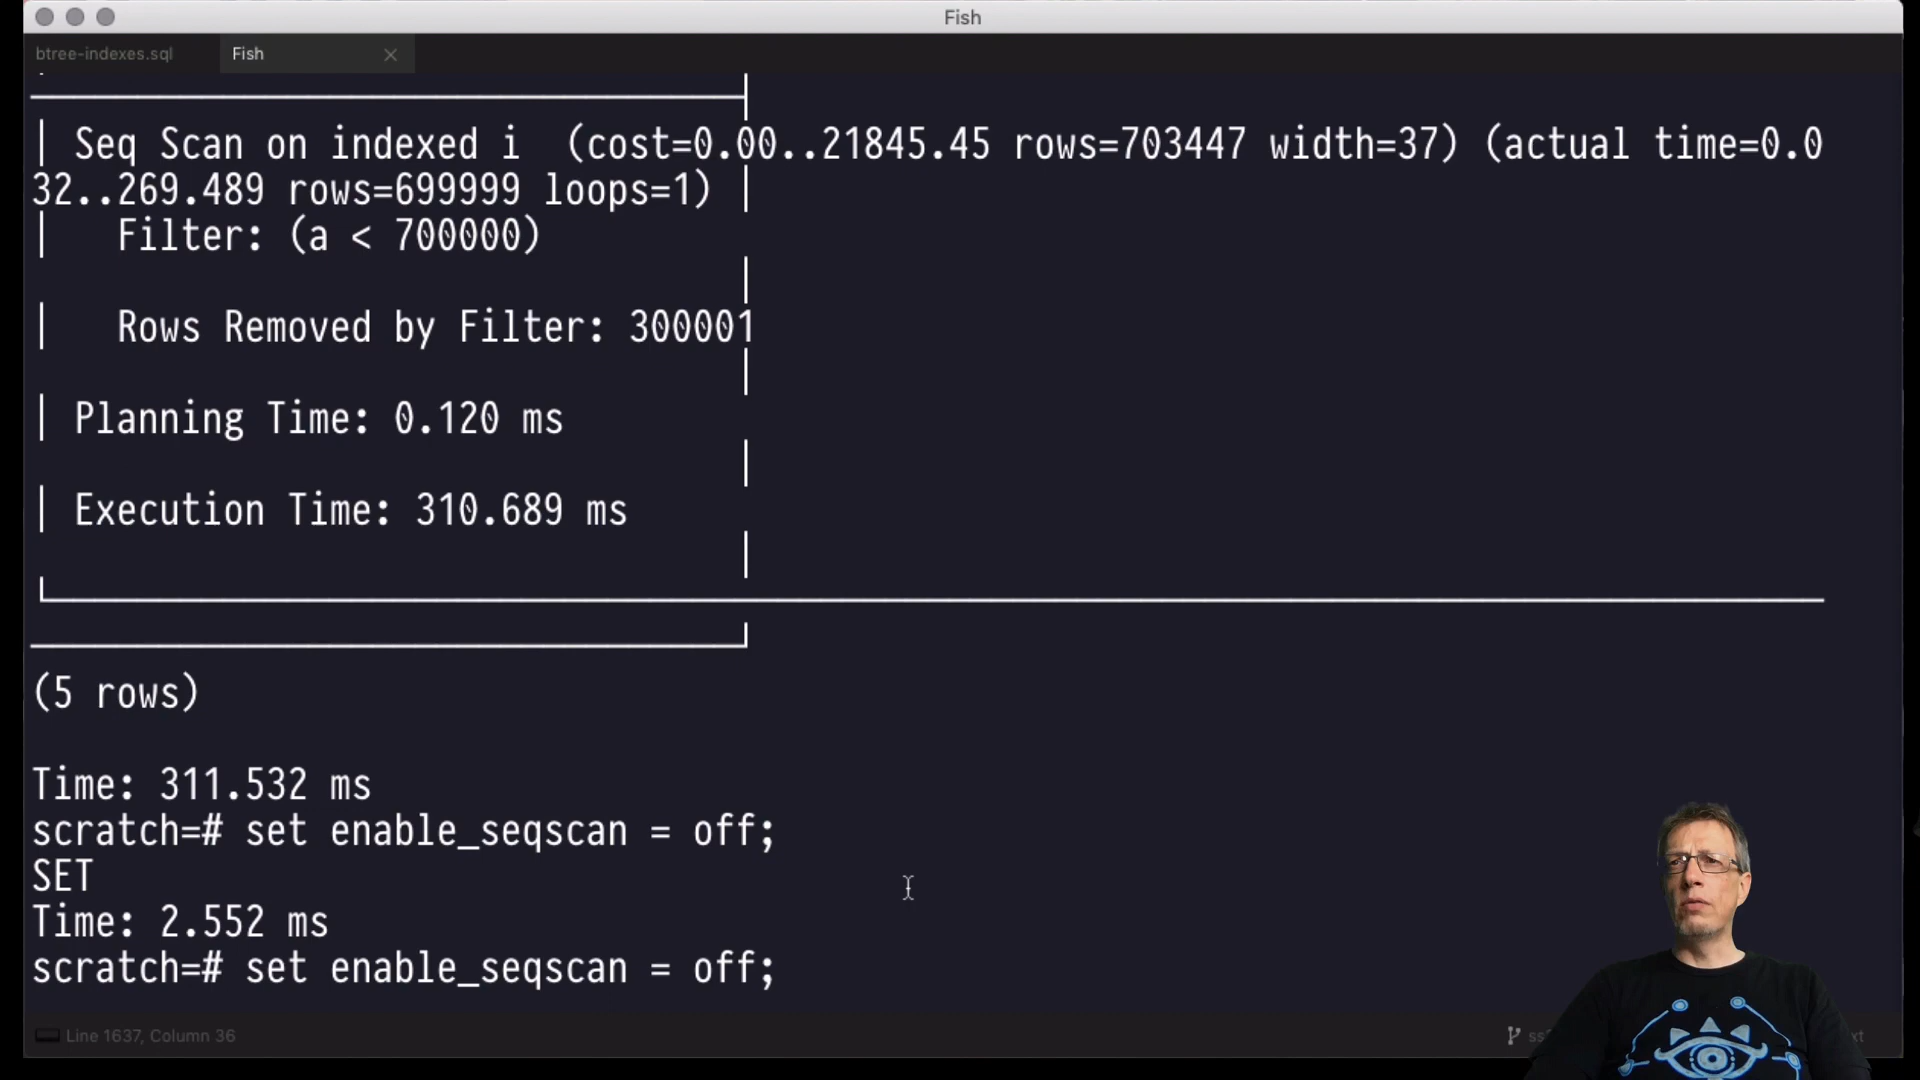 Fish
btree-indexes.sql Fish
| Seq Scan on indexed i (cost=0.00..21845.45 rows=703447 width=37) (actual time=0.0
32..269.489 rows=699999 loops=1) |
| Filter: (a < 700000)
|
| Rows Removed by Filter: 300001
|
| Planning Time: 0.120 ms
|
| Execution Time: 310.689 ms
|
(5 rows)
Time: 311.532 ms
scratch=# set enable_seqscan = off;
SET
Time: 2.552 ms
scratch=# set enable_seqscan = off;
Line 1637, Column 36